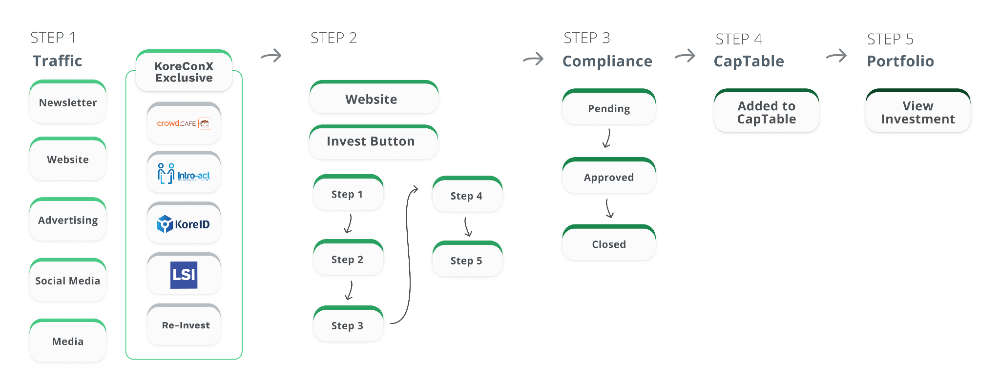 STEP 1
Traffic
Newsletter
Website
Advertising
Social Media
Media
KoreConX
Exclusive
crowd.CAFE
Intro-act
KoreID
LSI
Re-Invest
STEP 2
Website
Invest Button
Step 1
Step 2
Step 3
Step 4
Step 5
STEP 3
Compliance
Pending
Approved
Closed
STEP 4
CapTable
Added to
CapTable
STEP 5
Portfolio
View
Investment